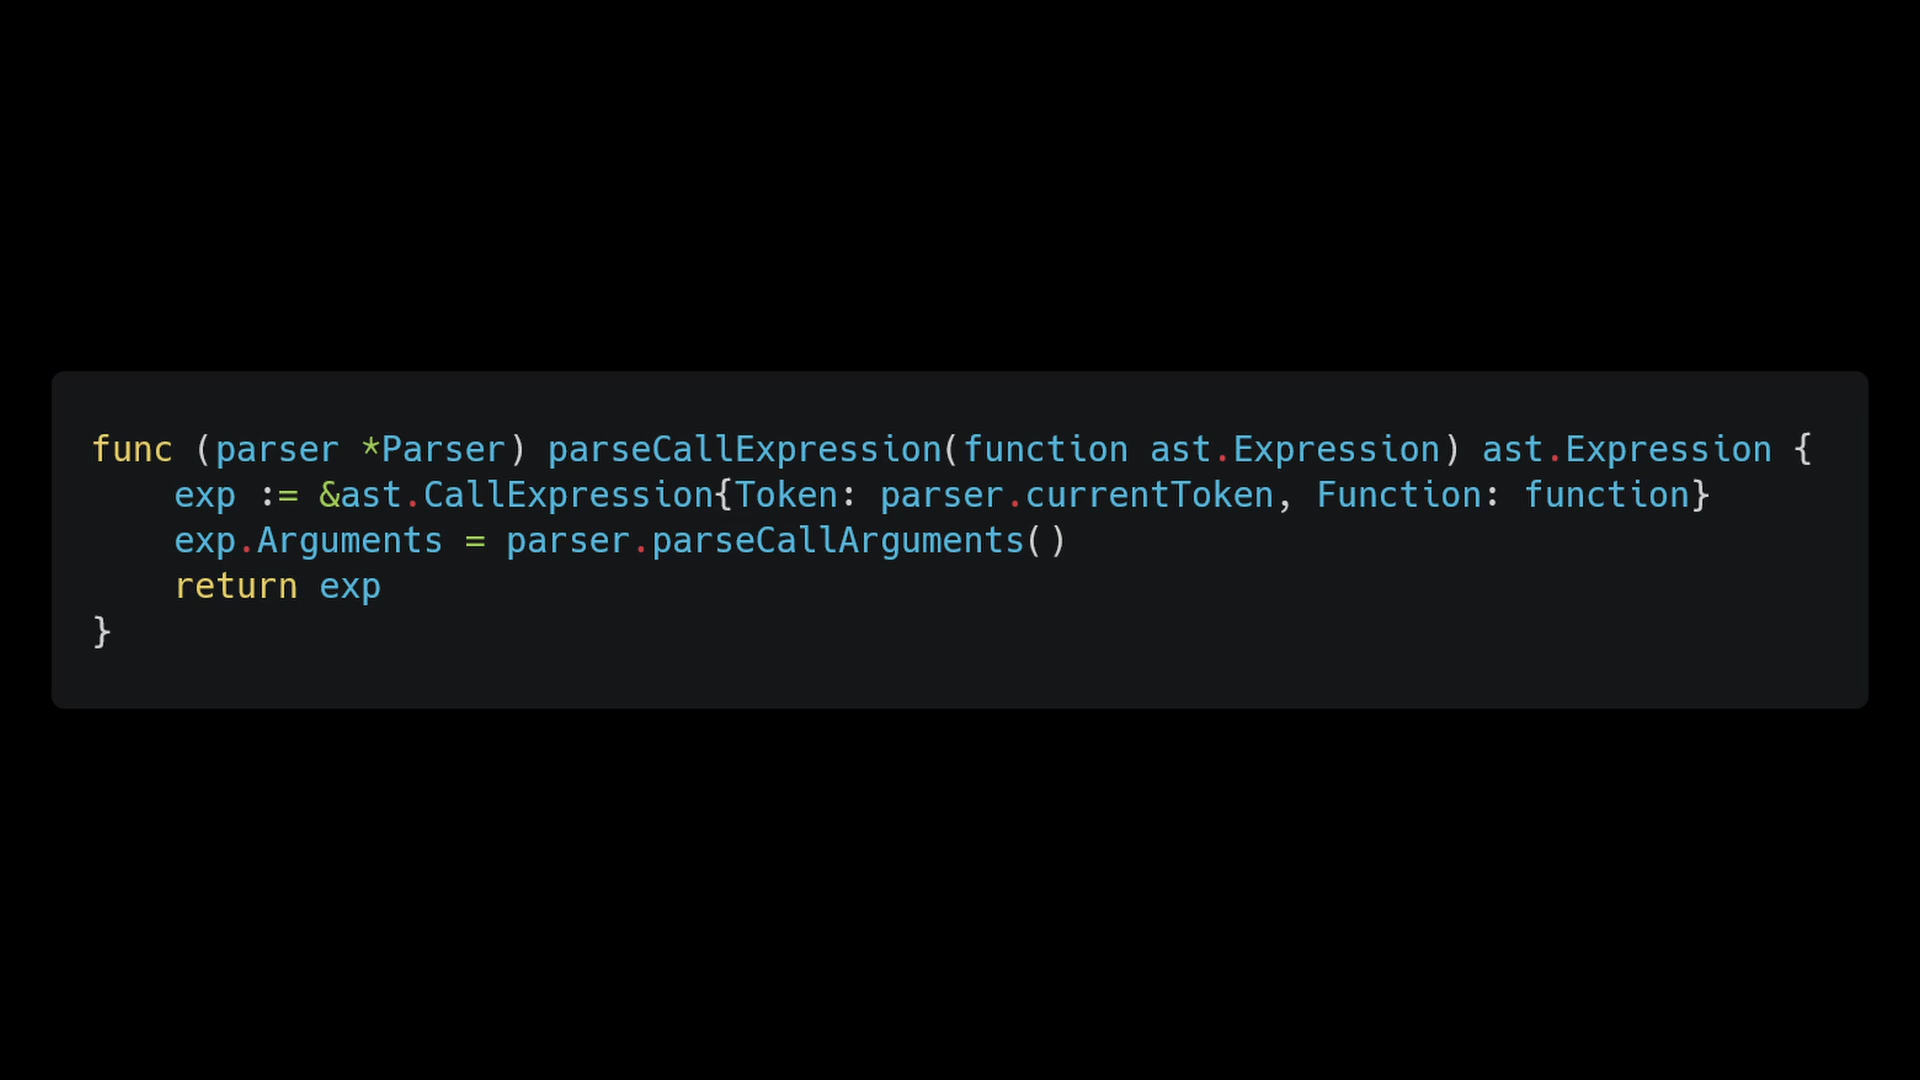 func (parser *Parser) parseCallExpression(function ast.Expression) ast.Expression {
    exp := &ast.CallExpression{Token: parser.currentToken, Function: function}
    exp.Arguments = parser.parseCallArguments()
    return exp
}